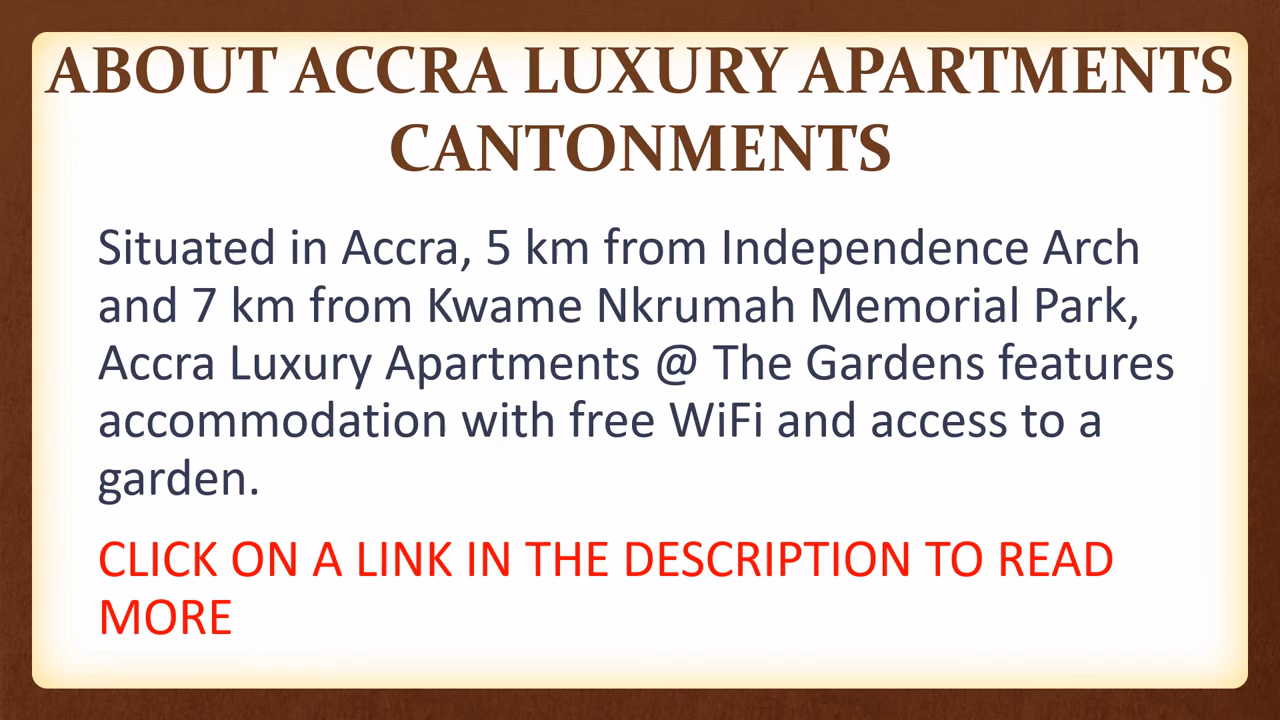 ABOUT ACCRA LUXURY APARTMENTS
CANTONMENTS
Situated in Accra, 5 km from Independence Arch
and 7 km from Kwame Nkrumah Memorial Park,
Accra Luxury Apartments @ The Gardens features
accommodation with free WiFi and access to a
garden.
CLICK ON A LINK IN THE DESCRIPTION TO READ
MORE